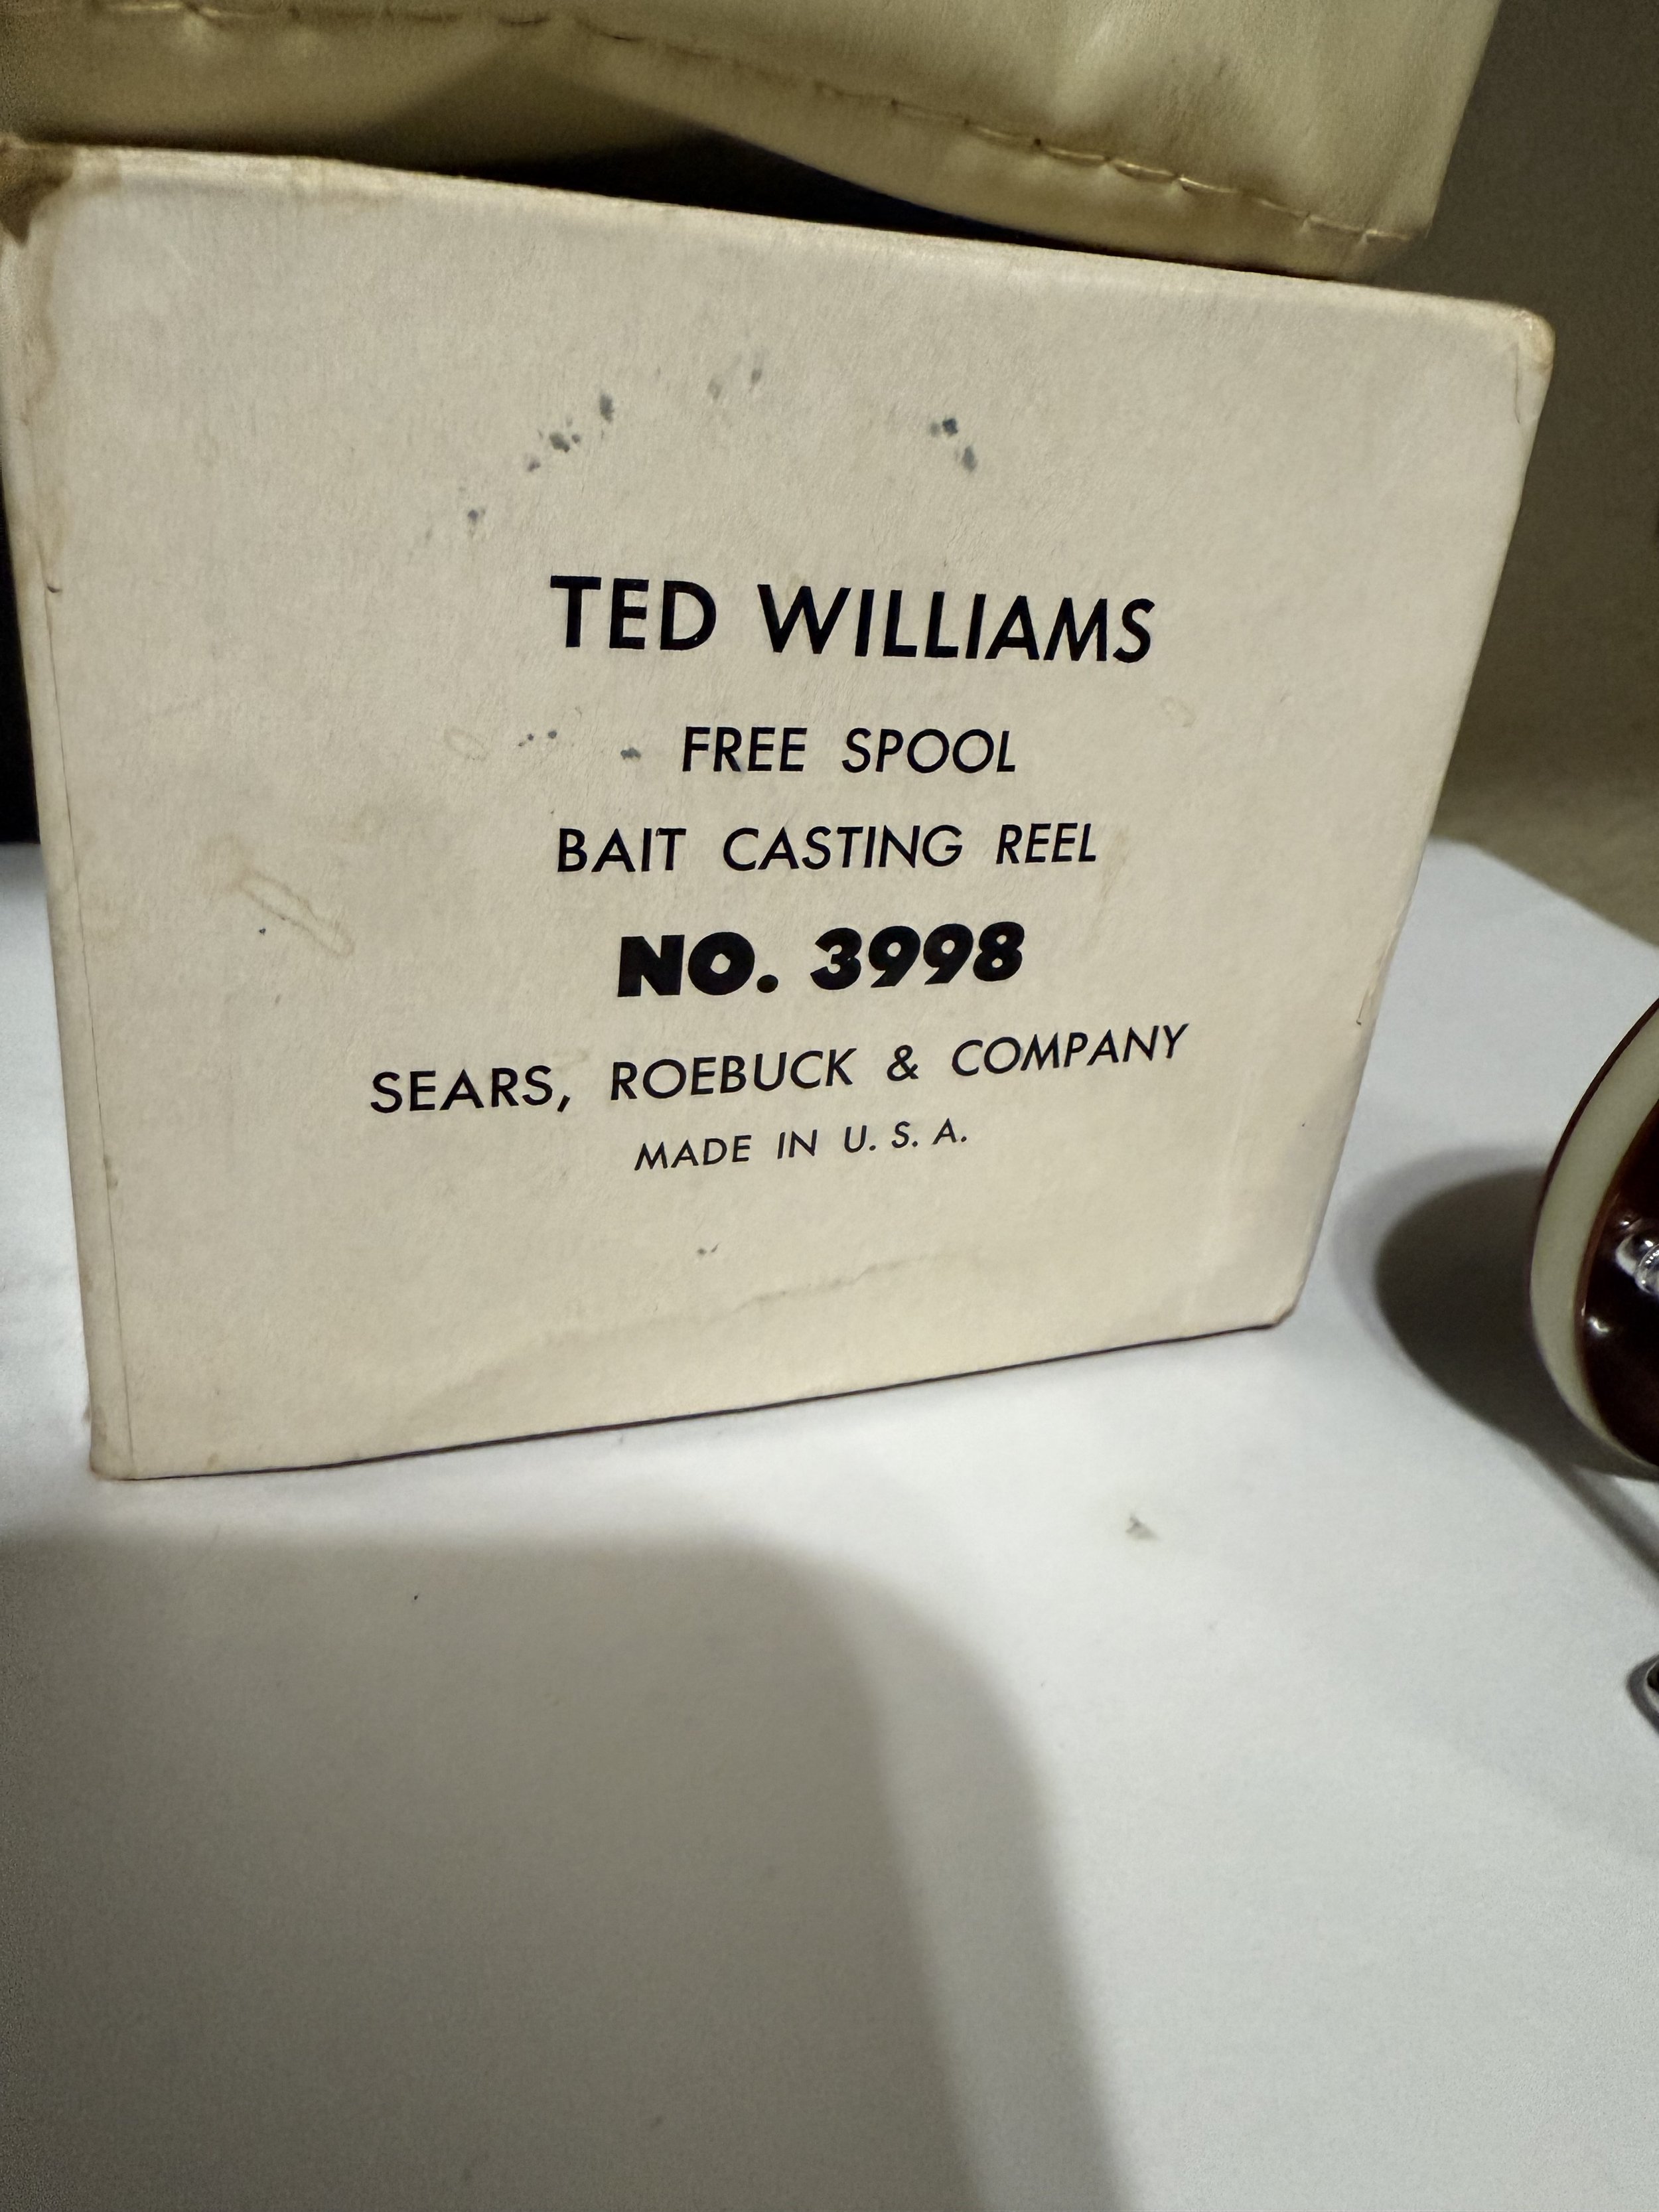 TED WILLIAMS
FREE SPOOL
BAIT CASTING REEL
NO. 3998
SEARS, ROEBUCK & COMPANY
MADE IN U.S.A.